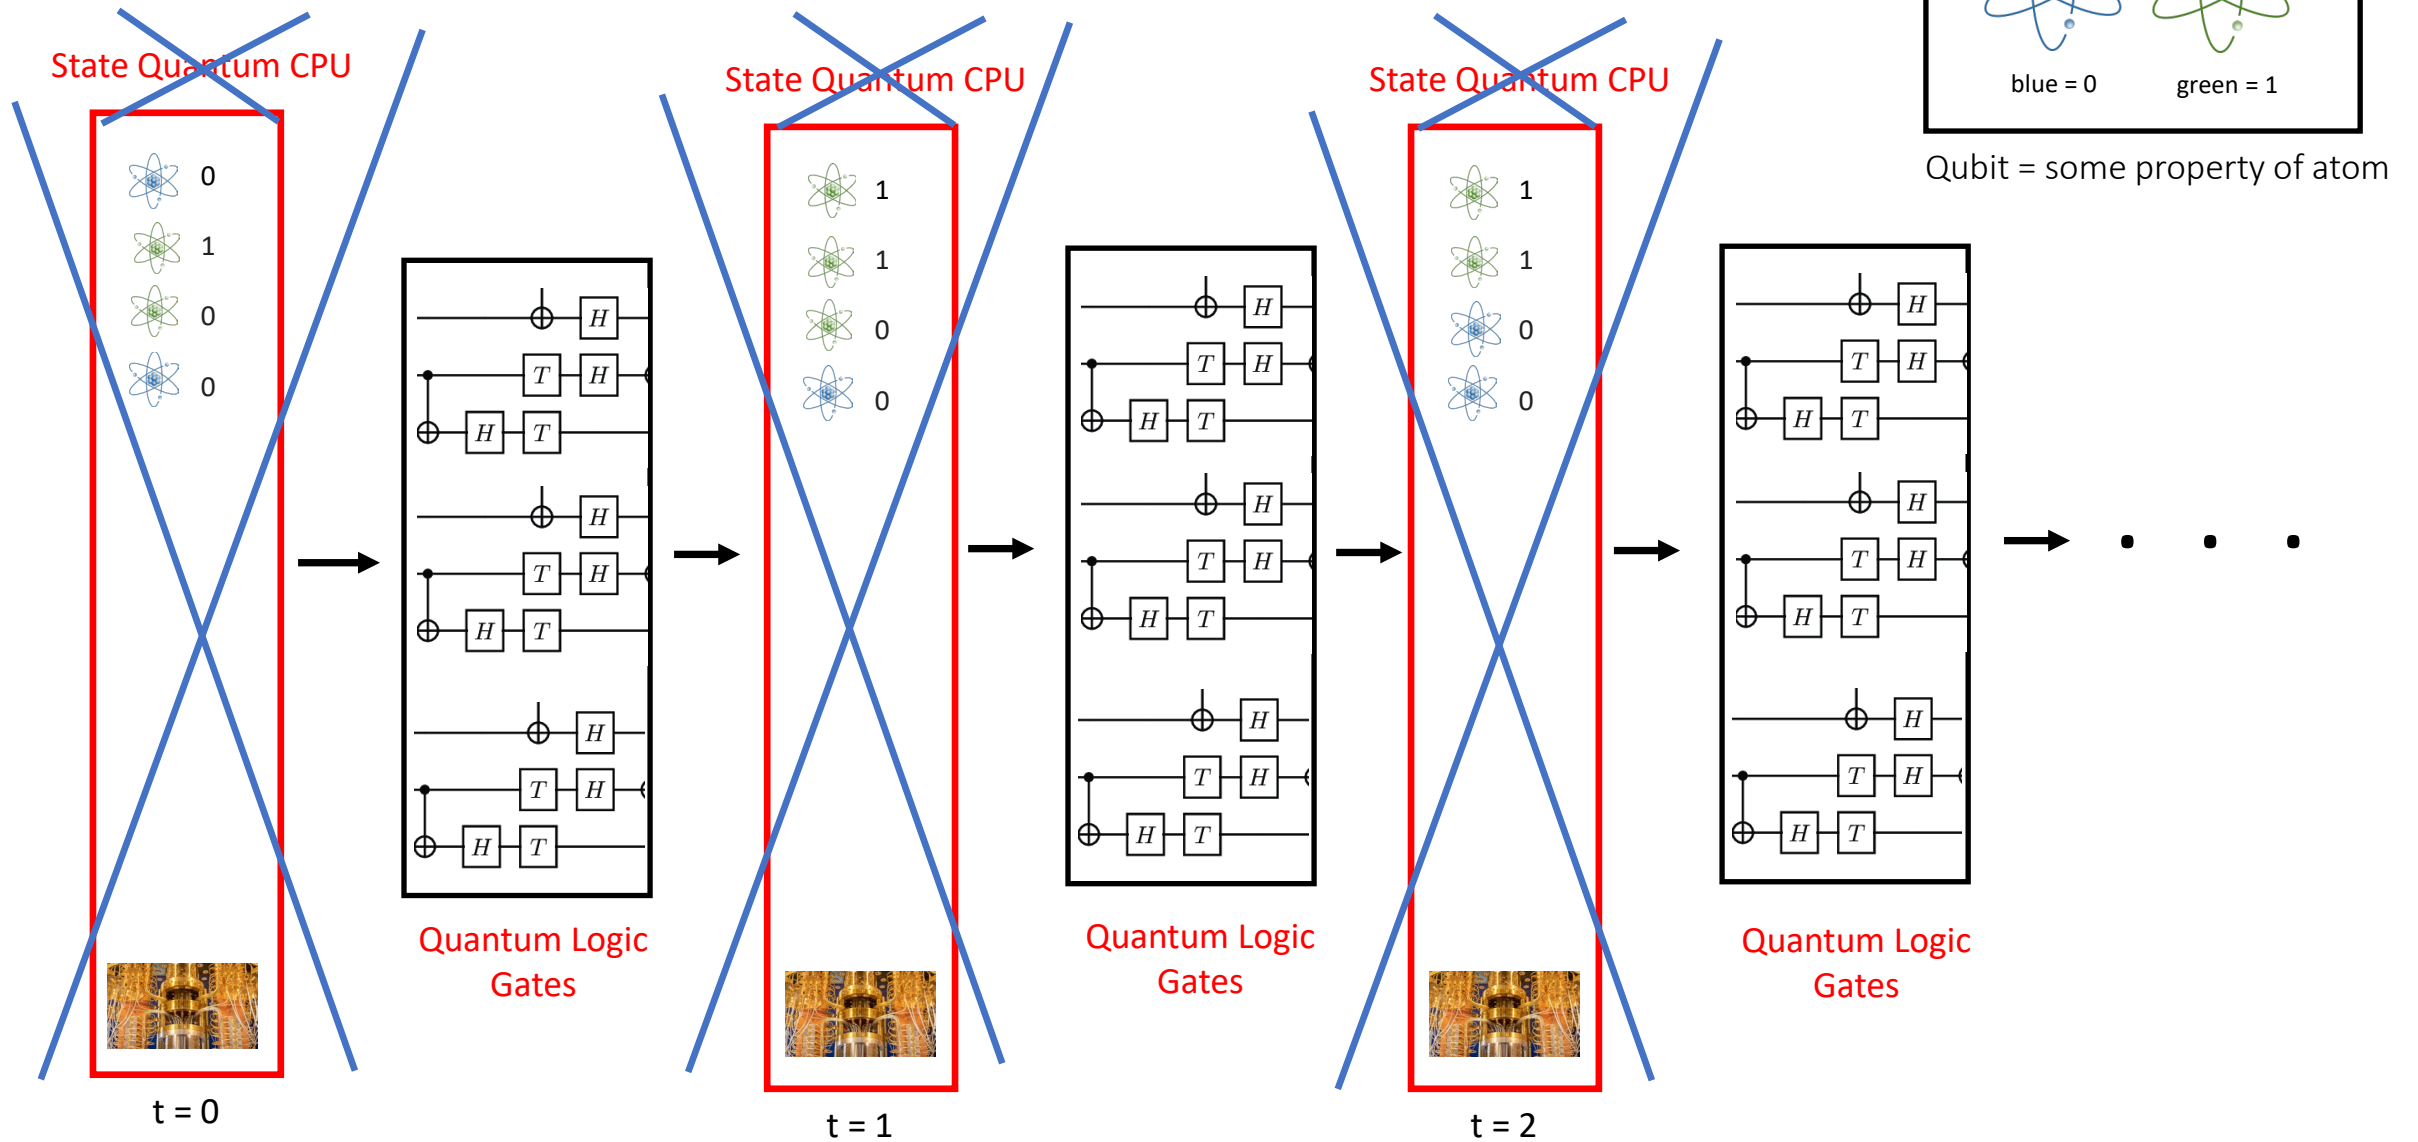 State Quantum CPU
0
1
0
0
t = 0
H
T H
H T
H
T H
H T
H
T H
H T
Quantum Logic
Gates
State Quantum CPU
1
1
0
0
t = 1
H
T H
H T
H
T H
H T
H
T H
H T
Quantum Logic
Gates
State Quantum CPU
1
1
0
0
t = 2
H
T H
H T
H
T H
H T
H
T H
H T
Quantum Logic
Gates
. . .
blue = 0 green = 1
Qubit = some property of atom